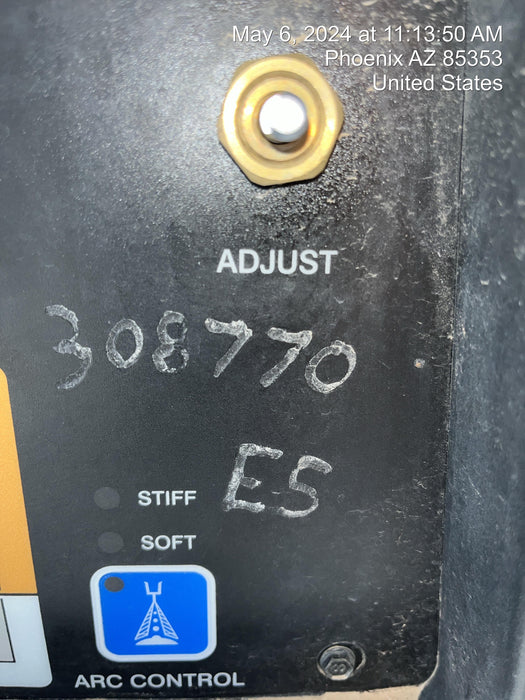 May 6, 2024 at 11:13:50 AM
Phoenix AZ 85353
United States
ADJUST
308770
E5
STIFF
SOFT
ARC CONTROL